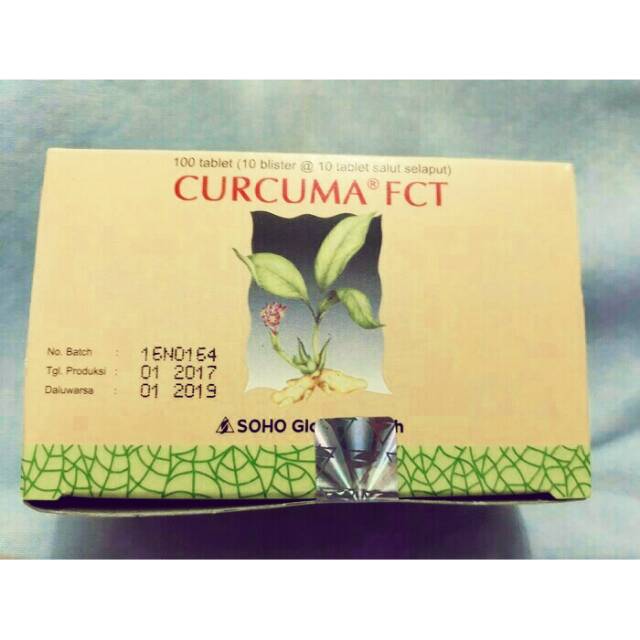 100 tablet (10 blister @ 10 tablet salut selaput)
CURCUMA® FCT
No. Batch : 16N0164
Tgl. Produksi : 01 2017
Daluwarsa : 01 2019
SOHO